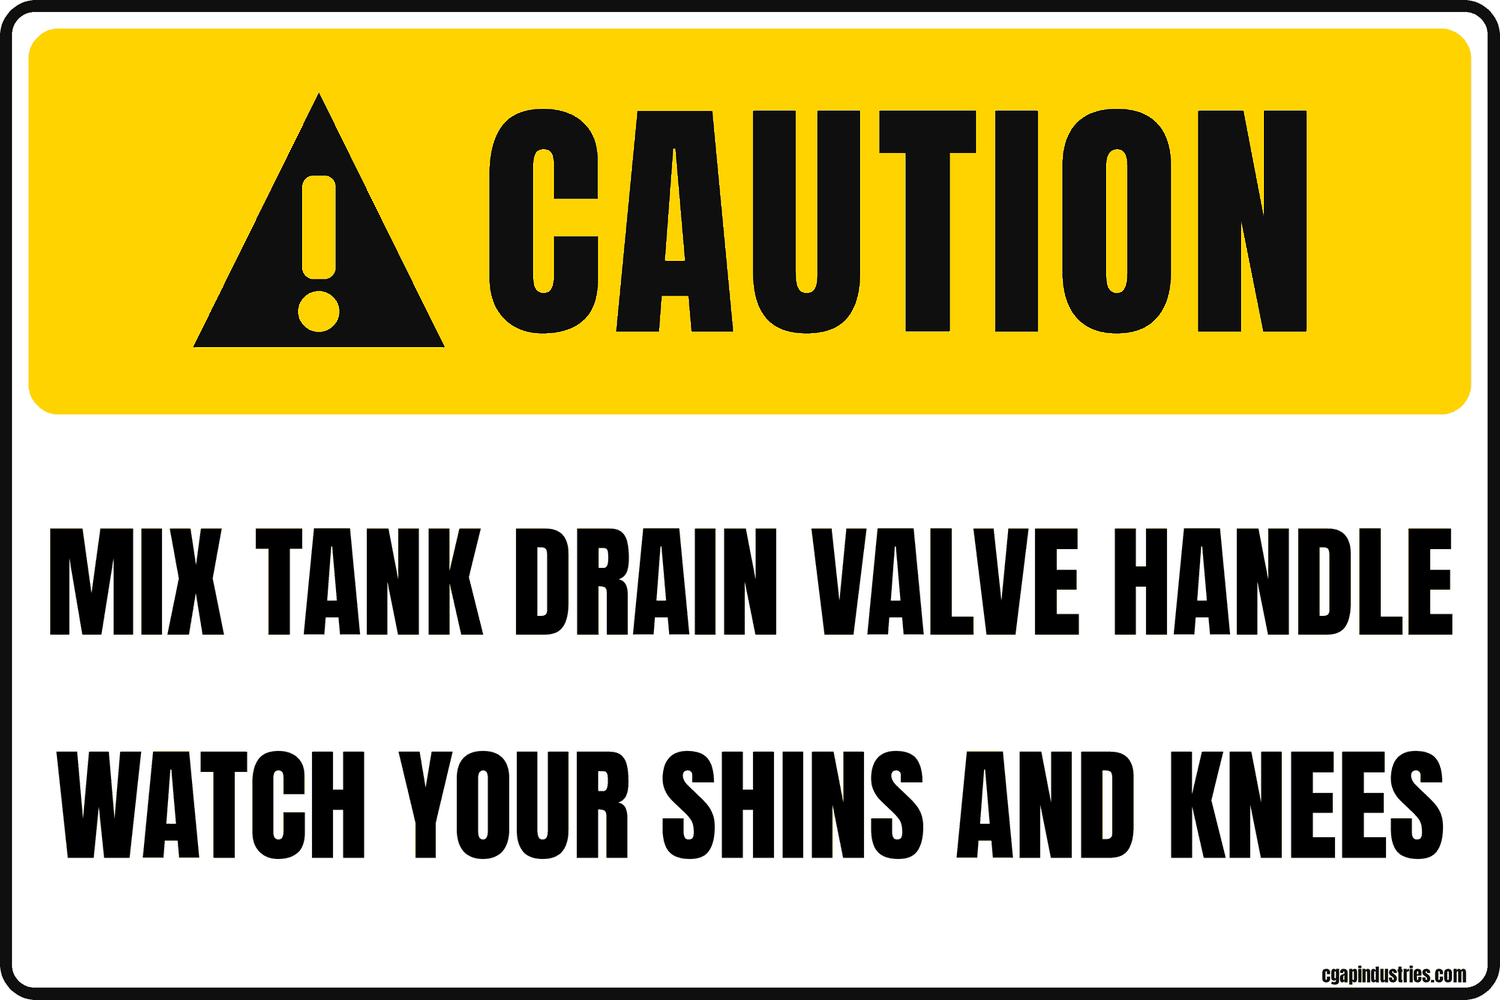 CAUTION
MIX TANK DRAIN VALVE HANDLE
WATCH YOUR SHINS AND KNEES
cgapindustries.com